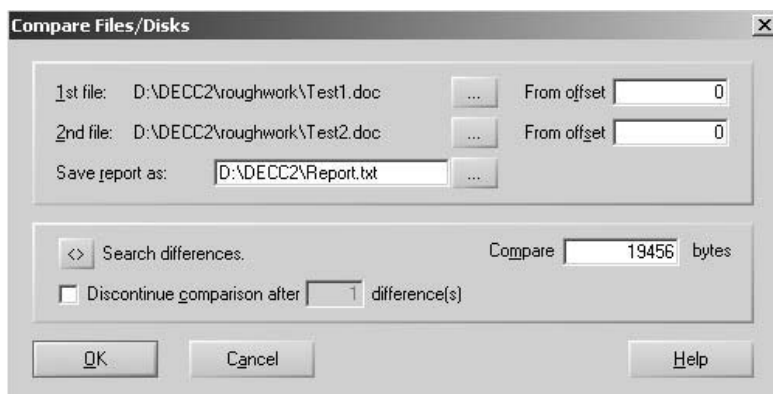 Compare Files/Disks
1st file: D:\DECC2\roughwork\Test1.doc ... From offset 0
2nd file: D:\DECC2\roughwork\Test2.doc ... From offset 0
Save report as: D:\DECC2\Report.txt ...
<> Search differences. Compare 19456 bytes
Discontinue comparison after 1 difference(s)
OK Cancel Help